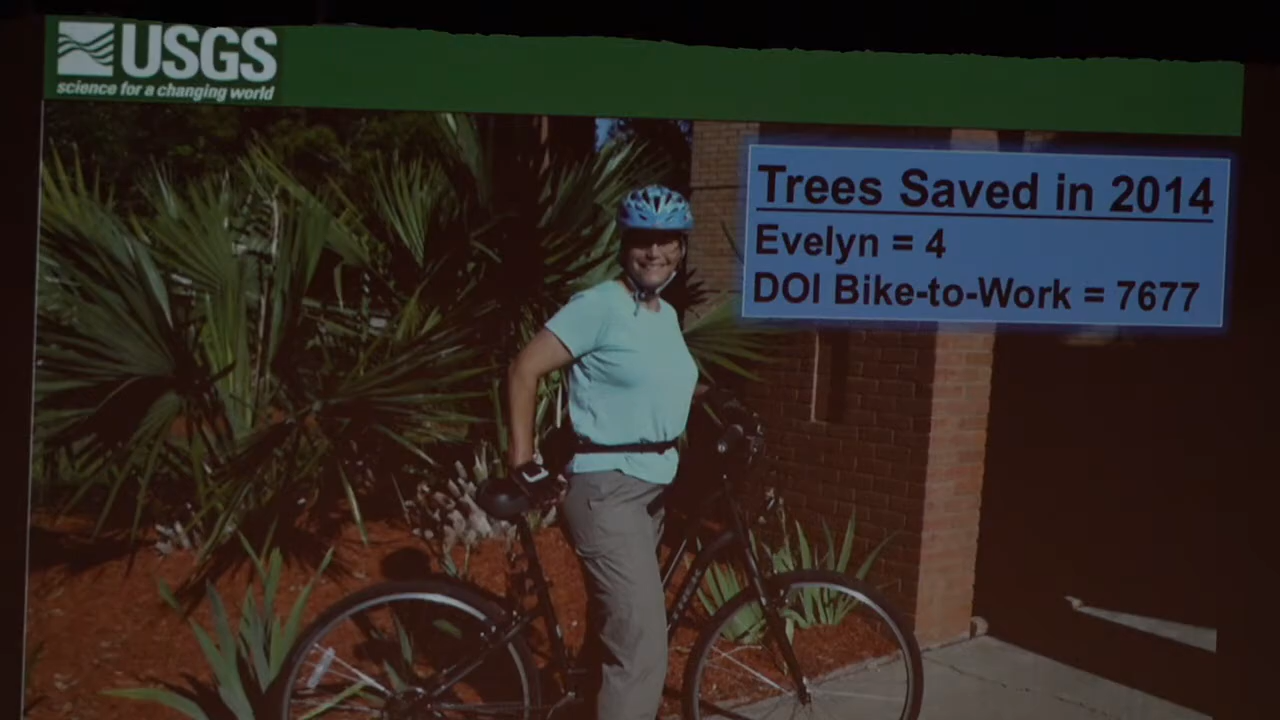 USGS
science for a changing world
Trees Saved in 2014
Evelyn = 4
DOI Bike-to-Work = 7677